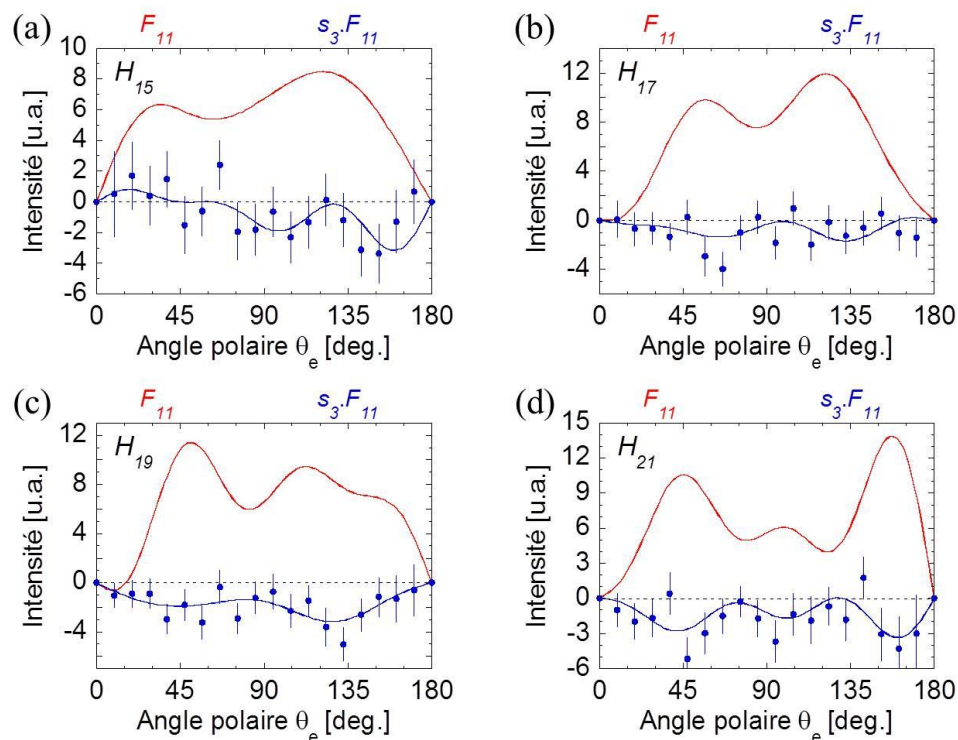 (a) F11 s3.F11
10
8
6
4
2
0
-2
-4
-6
Intensité [u.a.]
H15
0 45 90 135 180
Angle polaire θe [deg.]
(b) F11 s3.F11
12
8
4
0
-4
Intensité [u.a.]
H17
0 45 90 135 180
Angle polaire θe [deg.]
(c) F11 s3.F11
12
8
4
0
-4
Intensité [u.a.]
H19
0 45 90 135 180
Angle polaire θe [deg.]
(d) F11 s3.F11
15
12
9
6
3
0
-3
-6
Intensité [u.a.]
H21
0 45 90 135 180
Angle polaire θe [deg.]